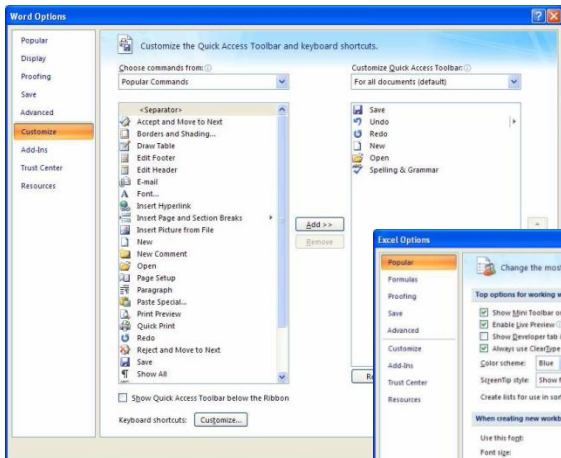 Word Options
Popular
Display
Proofing
Save
Advanced
Customize
Add-Ins
Trust Center
Resources
Customize the Quick Access Toolbar and keyboard shortcuts.
Choose commands from:
Popular Commands
<Separator>
Accept and Move to Next
Borders and Shading...
Draw Table
Edit Footer
Edit Header
E-mail
Font...
Insert Hyperlink
Insert Page and Section Breaks
Insert Picture from File
New
New Comment
Open
Page Setup
Paragraph
Paste Special...
Print Preview
Quick Print
Redo
Reject and Move to Next
Save
Show All
Show Quick Access Toolbar below the Ribbon
Keyboard shortcuts: Customize...
Add >>
Remove
Customize Quick Access Toolbar:
For all documents (default)
Save
Undo
Redo
New
Open
Spelling & Grammar
Re
Excel Options
Popular
Formulas
Proofing
Save
Advanced
Customize
Add-Ins
Trust Center
Resources
Change the most
Top options for working w
Show Mini Toolbar o
Enable Live Preview
Show Developer tab i
Always use ClearType
Color scheme: Blue
ScreenTip style: Show f
Create lists for use in sor
When creating new workb
Use this font:
Font size: